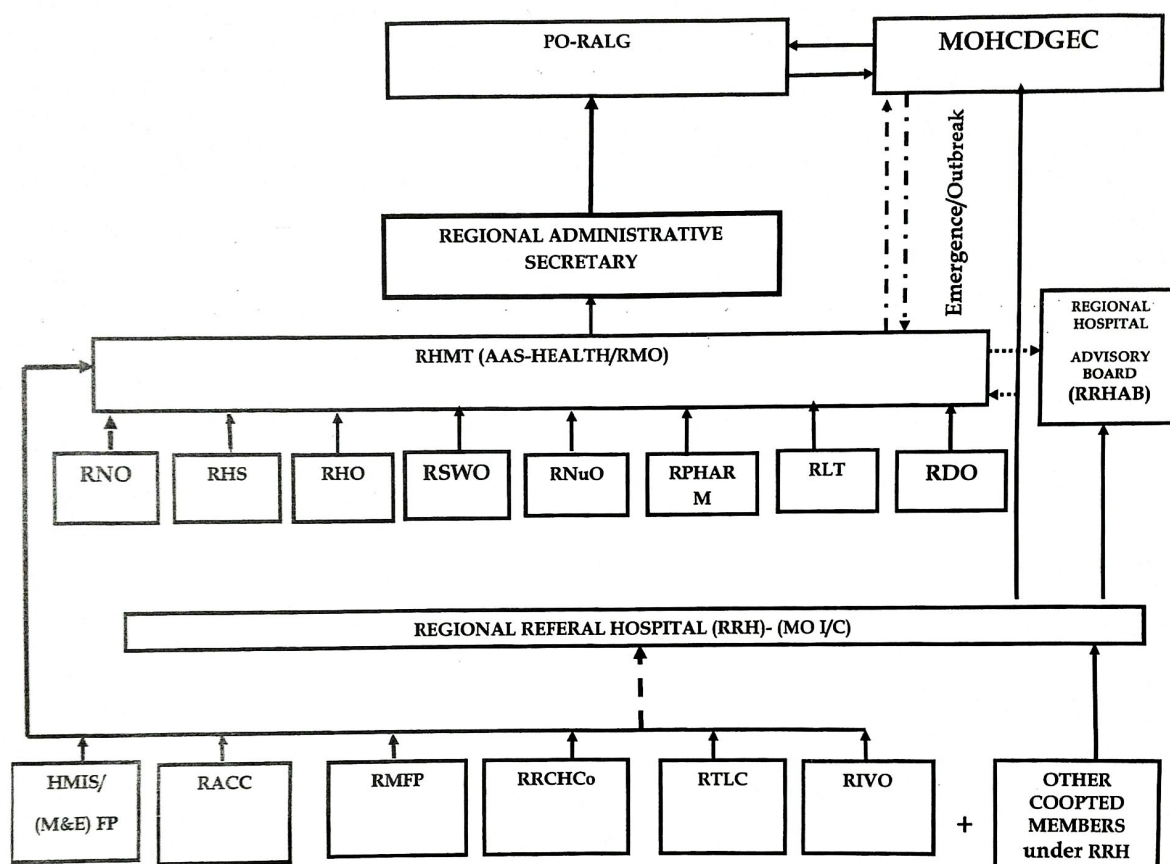 PO-RALG
MOHCDGEC
Emergence/Outbreak
REGIONAL ADMINISTRATIVE
SECRETARY
REGIONAL
HOSPITAL
ADVISORY
BOARD
(RRHAB)
RHMT (AAS-HEALTH/RMO)
RNO
RHS
RHO
RSWO
RNuO
RPHAR
M
RLT
RDO
REGIONAL REFERAL HOSPITAL (RRH)- (MO I/C)
HMIS/
(M&E) FP
RACC
RMFP
RRCHCo
RTLC
RIVO
+
OTHER
COOPTED
MEMBERS
under RRH